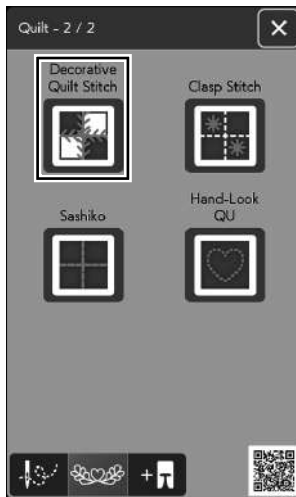 Quilt - 2 / 2
Decorative
Quilt Stitch
Clasp Stitch
Sashiko
Hand-Look
QU